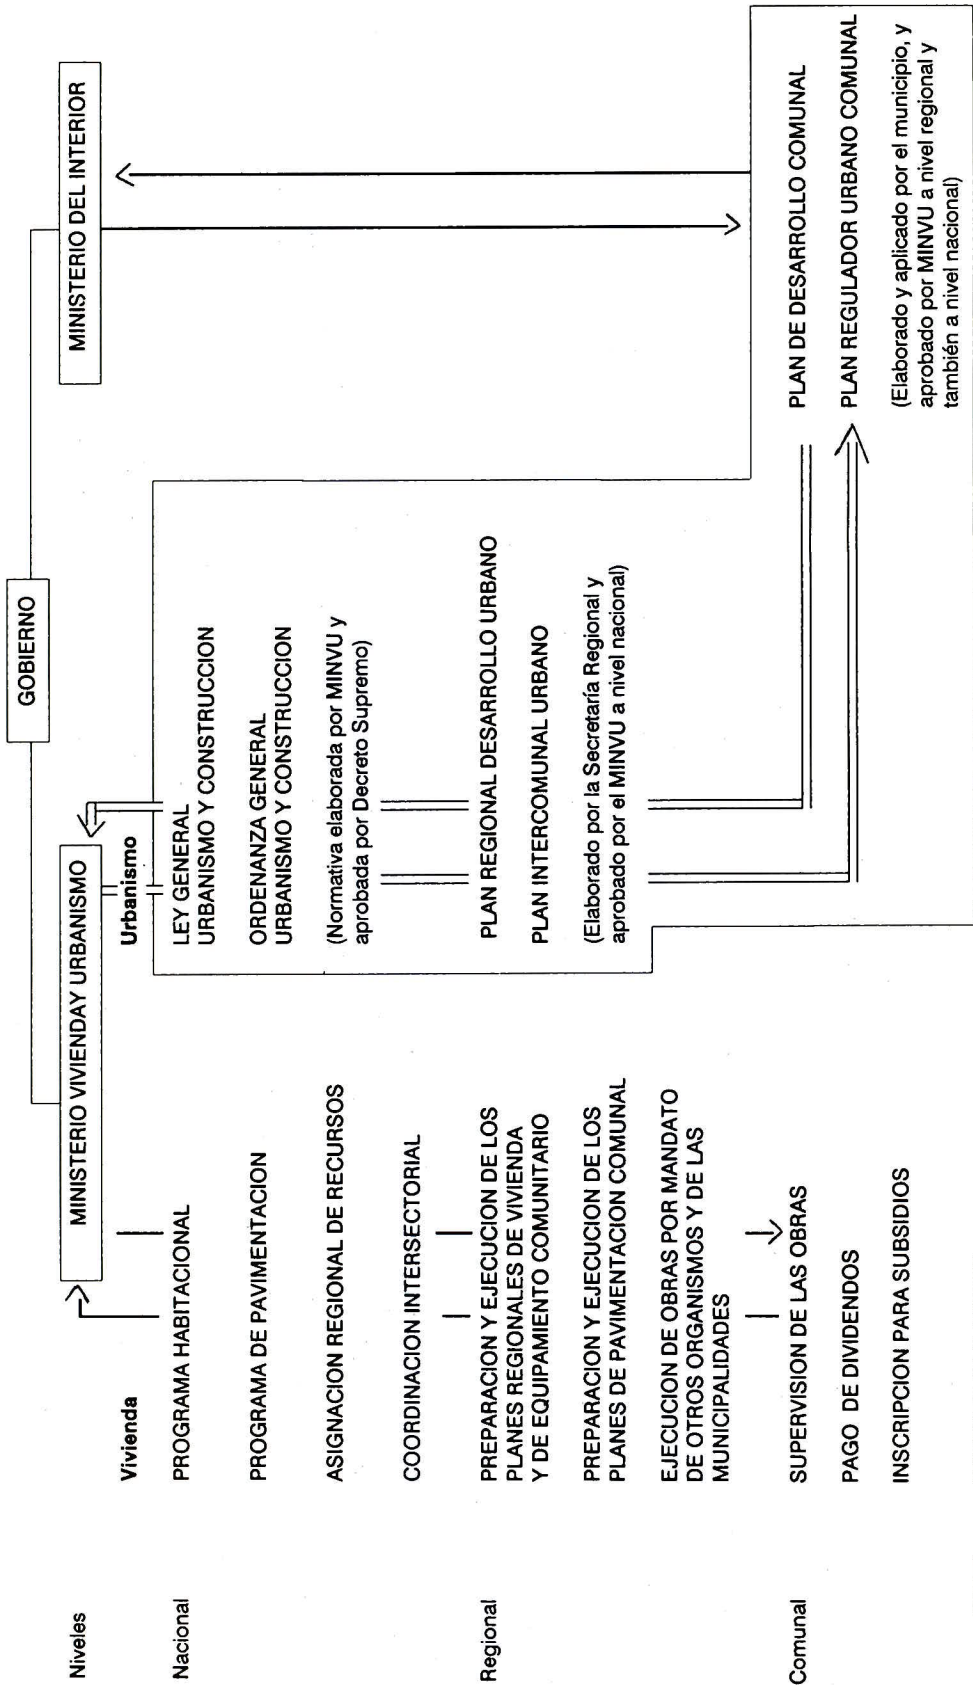 GOBIERNO
MINISTERIO VIVIENDAY URBANISMO
MINISTERIO DEL INTERIOR
Niveles
Vivienda
Urbanismo
Nacional
PROGRAMA HABITACIONAL
PROGRAMA DE PAVIMENTACION
ASIGNACION REGIONAL DE RECURSOS
COORDINACION INTERSECTORIAL
LEY GENERAL
URBANISMO Y CONSTRUCCION
ORDENANZA GENERAL
URBANISMO Y CONSTRUCCION
(Normativa elaborada por MINVU y
aprobada por Decreto Supremo)
Regional
PREPARACION Y EJECUCION DE LOS
PLANES REGIONALES DE VIVIENDA
Y DE EQUIPAMIENTO COMUNITARIO
PREPARACION Y EJECUCION DE LOS
PLANES DE PAVIMENTACION COMUNAL
EJECUCION DE OBRAS POR MANDATO
DE OTROS ORGANISMOS Y DE LAS
MUNICIPALIDADES
PLAN REGIONAL DESARROLLO URBANO
PLAN INTERCOMUNAL URBANO
(Elaborado por la Secretaría Regional y
aprobado por el MINVU a nivel nacional)
Comunal
SUPERVISION DE LAS OBRAS
PAGO DE DIVIDENDOS
INSCRIPCION PARA SUBSIDIOS
PLAN DE DESARROLLO COMUNAL
PLAN REGULADOR URBANO COMUNAL
(Elaborado y aplicado por el municipio, y
aprobado por MINVU a nivel regional y
también a nivel nacional)